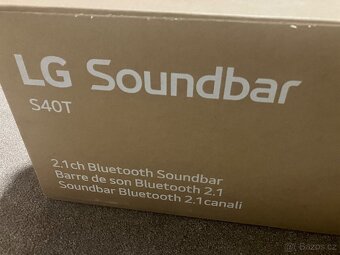 LG Soundbar
S40T
2.1ch Bluetooth Soundbar
Barre de son Bluetooth 2.1
Soundbar Bluetooth 2.1canali
Bazos.cz